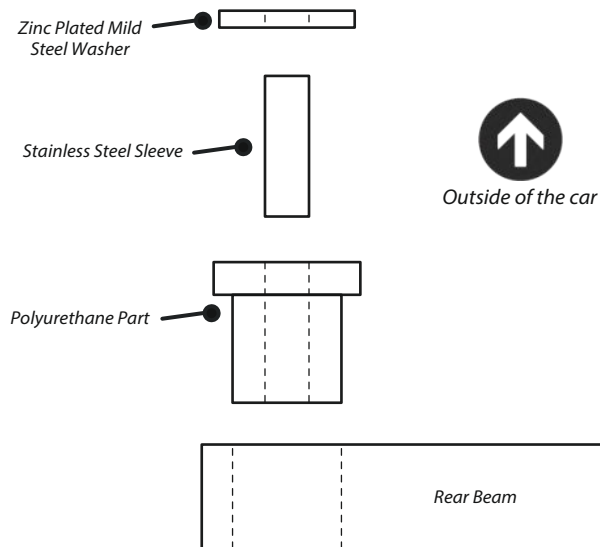 Zinc Plated Mild
Steel Washer
Stainless Steel Sleeve
Outside of the car
Polyurethane Part
Rear Beam